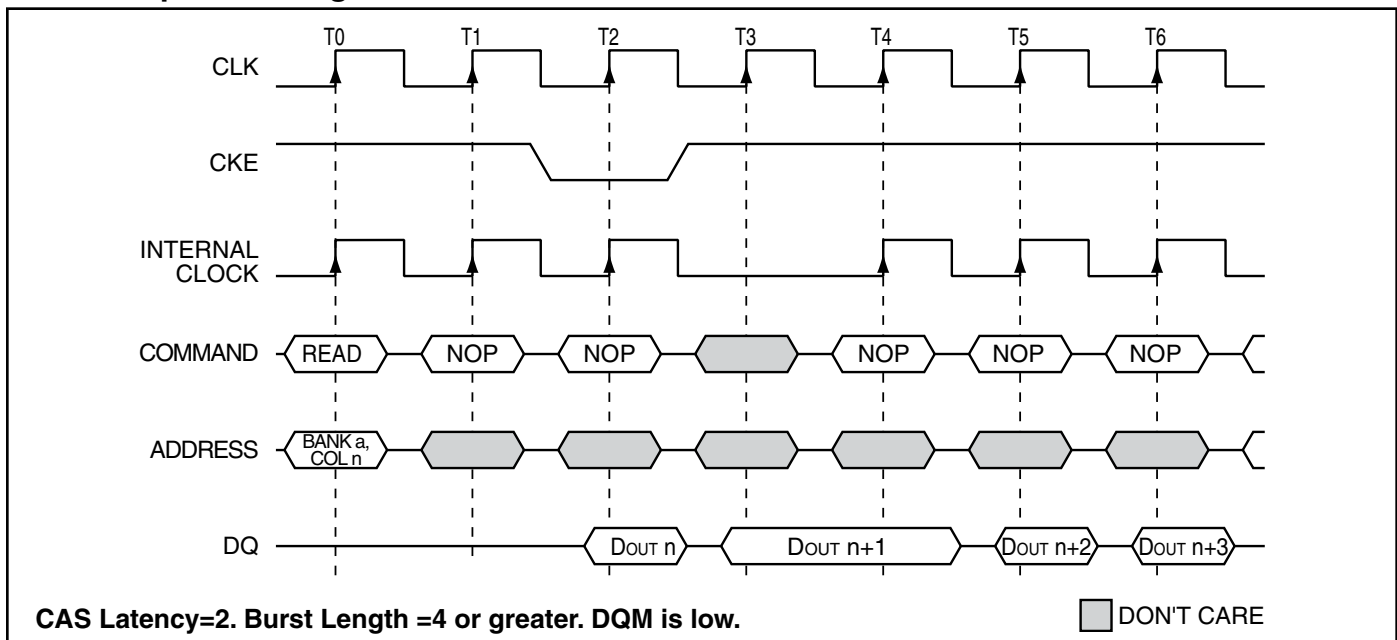 T0 T1 T2 T3 T4 T5 T6
CLK
CKE
INTERNAL
CLOCK
COMMAND READ NOP NOP NOP NOP NOP
ADDRESS BANK a,
COL n
DQ DOUT n DOUT n+1 DOUT n+2 DOUT n+3
CAS Latency=2. Burst Length =4 or greater. DQM is low. DON'T CARE